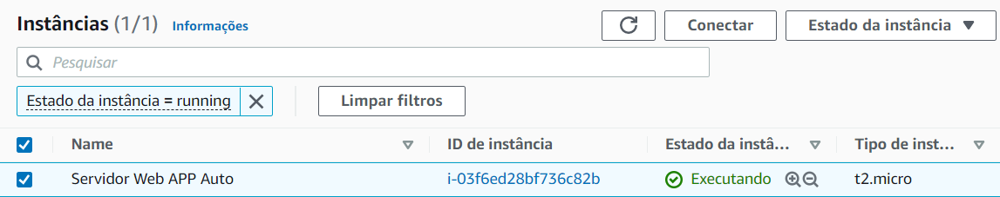 Instâncias (1/1) Informações Conectar Estado da instância
Pesquisar
Estado da instância = running Limpar filtros
Name ID de instância Estado da instâ... Tipo de inst...
Servidor Web APP Auto i-03f6ed28bf736c82b Executando t2.micro